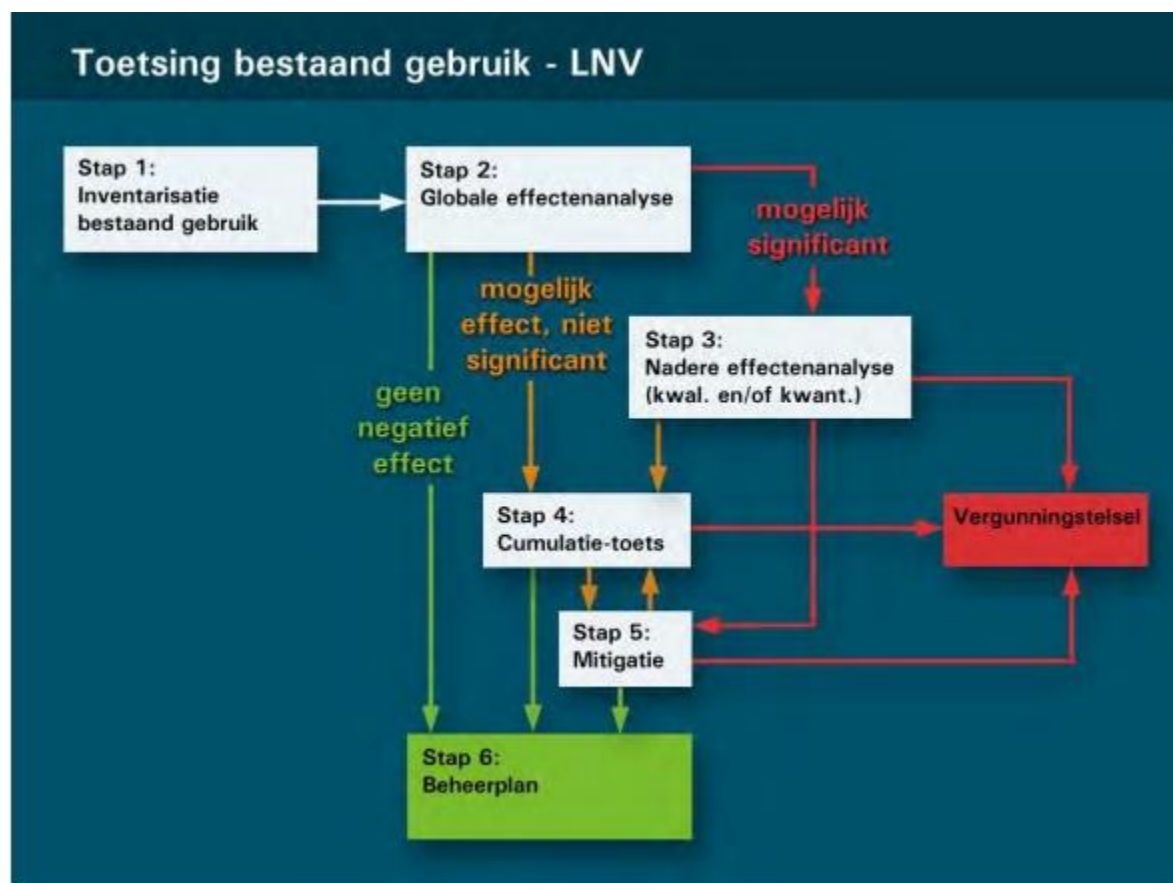 Toetsing bestaand gebruik - LNV
Stap 1:
Inventarisatie
bestaand gebruik
Stap 2:
Globale effectenanalyse
mogelijk
significant
mogelijk
effect, niet
significant
Stap 3:
Nadere effectenanalyse
(kwal. en/of kwant.)
geen
negatief
effect
Stap 4:
Cumulatie-toets
Vergunningstelsel
Stap 5:
Mitigatie
Stap 6:
Beheerplan